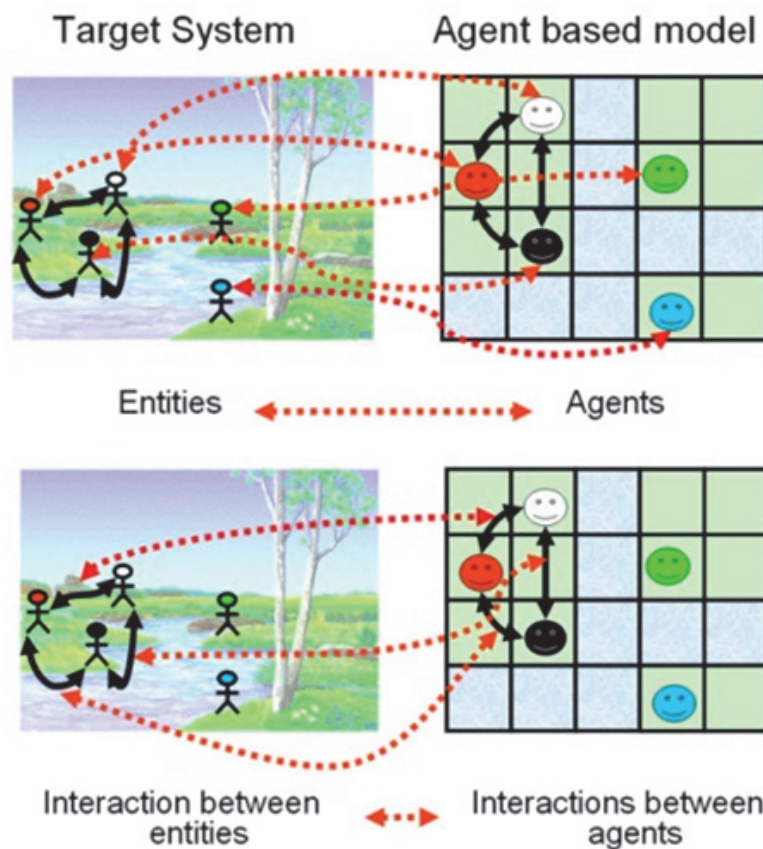 Target System
Agent based model
Entities
Agents
Interaction between
entities
Interactions between
agents